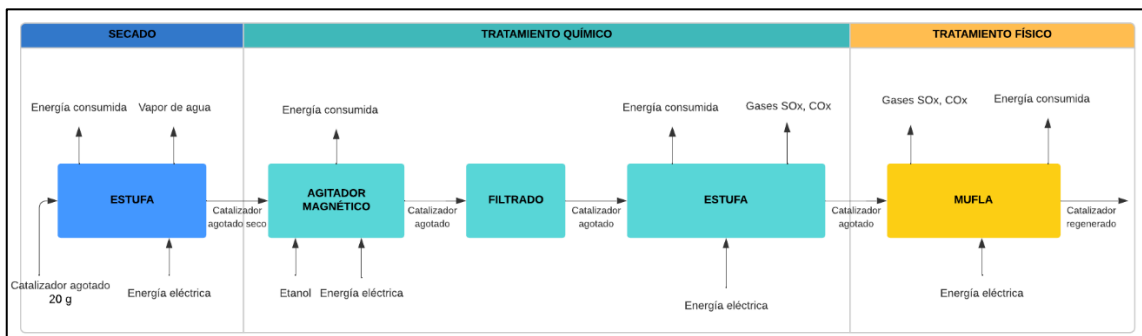 SECADO
TRATAMIENTO QUÍMICO
TRATAMIENTO FÍSICO
Energía consumida
Vapor de agua
Energía consumida
Energía consumida
Gases SOx, COx
Gases SOx, COx
Energía consumida
ESTUFA
Catalizador
agotado seco
AGITADOR
MAGNÉTICO
Catalizador
agotado
FILTRADO
Catalizador
agotado
ESTUFA
Catalizador
agotado
MUFLA
Catalizador
regenerado
Catalizador agotado
20 g
Energía eléctrica
Etanol
Energía eléctrica
Energía eléctrica
Energía eléctrica